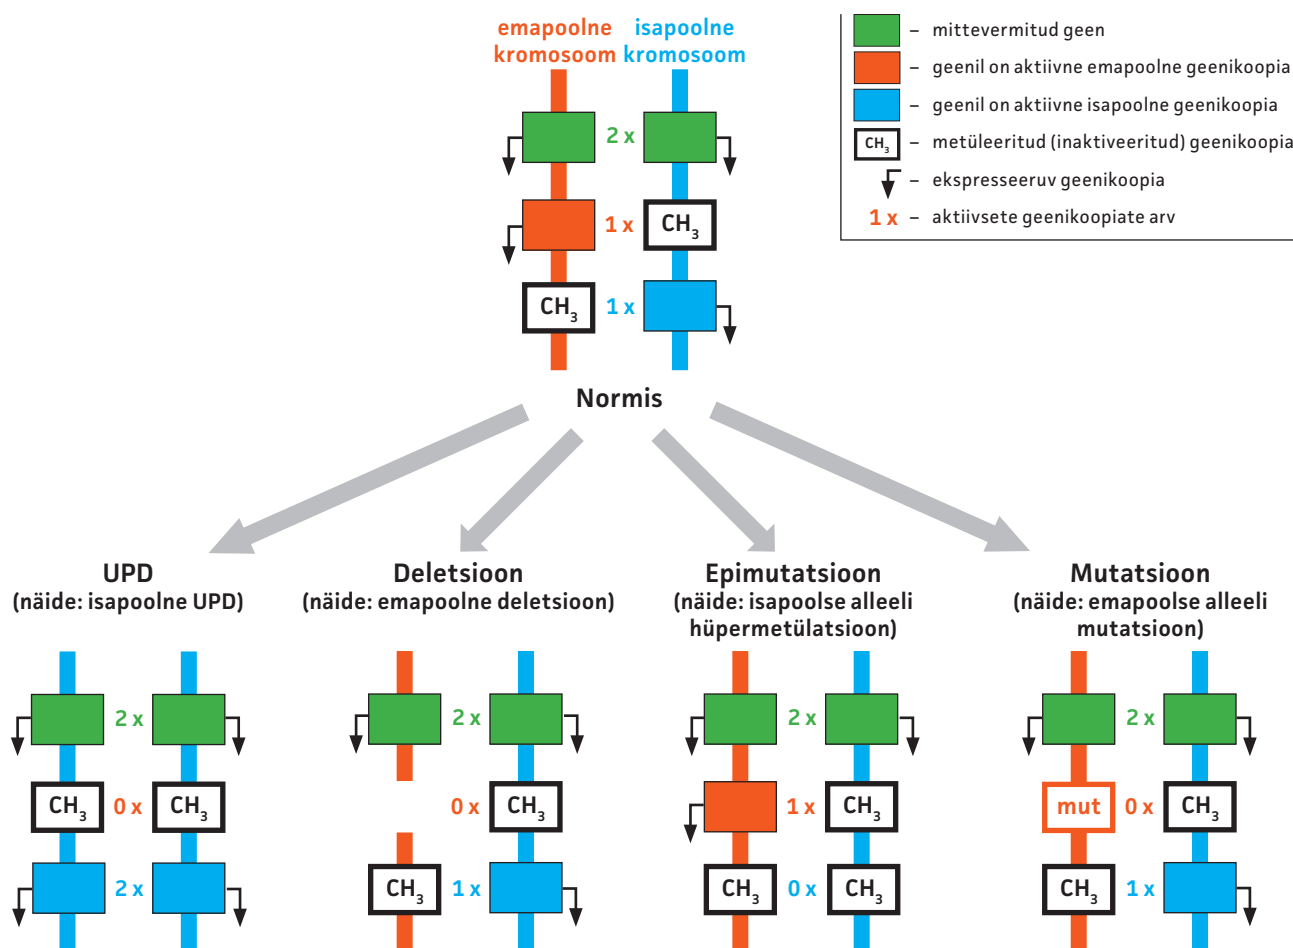 emapoolne
kromosoom
isapoolne
kromosoom
2 x
1 x
CH₃
CH₃
1 x
– mittevermitud geen
– geenil on aktiivne emapoolne geenikoopia
– geenil on aktiivne isapoolne geenikoopia
CH₃ – metüleeritud (inaktiveeritud) geenikoopia
– ekspresseeruv geenikoopia
1 x – aktiivsete geenikoopiate arv
Normis
UPD
(näide: isapoolne UPD)
2 x
CH₃ 0 x CH₃
2 x
Deletsioon
(näide: emapoolne deletsioon)
2 x
0 x CH₃
CH₃ 1 x
Epimutatsioon
(näide: isapoolse alleeli
hüpermetülatsioon)
2 x
1 x CH₃
CH₃ 0 x CH₃
Mutatsioon
(näide: emapoolse alleeli
mutatsioon)
2 x
mut 0 x CH₃
CH₃ 1 x